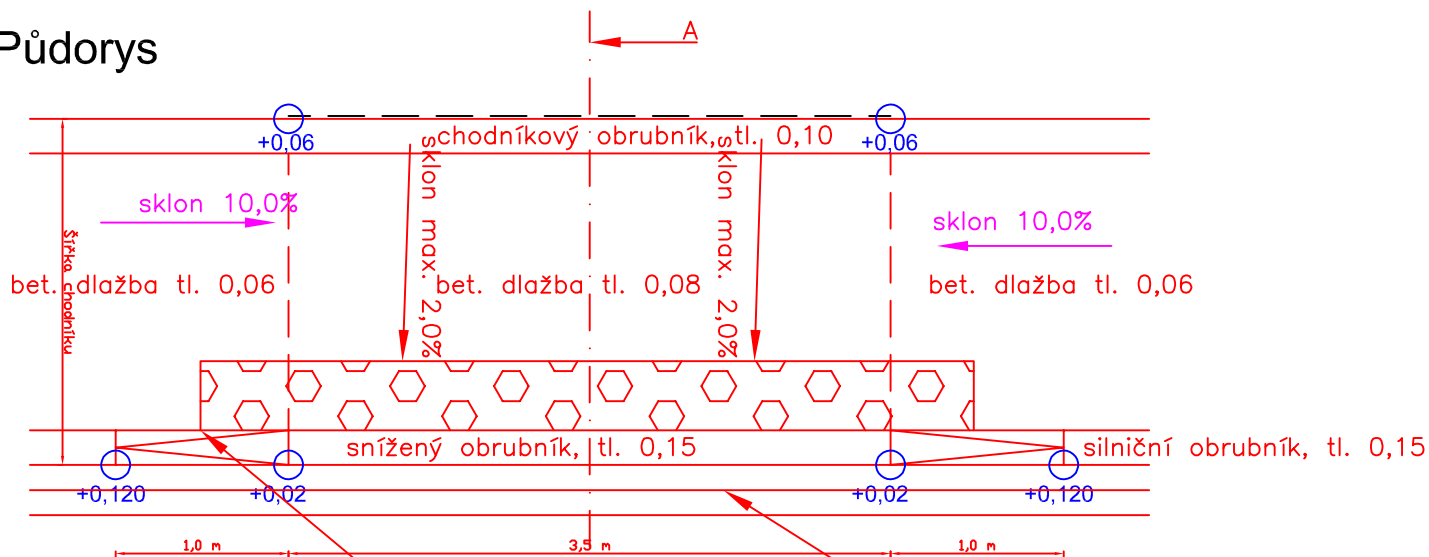 Půdorys
A
+0,06
chodníkový obrubník, tl. 0,10
+0,06
sklon 10,0%
sklon max. 2,0%
sklon max. 2,0%
sklon 10,0%
šířka chodníku
bet. dlažba tl. 0,06
bet. dlažba tl. 0,08
bet. dlažba tl. 0,06
snížený obrubník, tl. 0,15
silniční obrubník, tl. 0,15
+0,120
+0,02
+0,02
+0,120
1,0 m
3,5 m
1,0 m